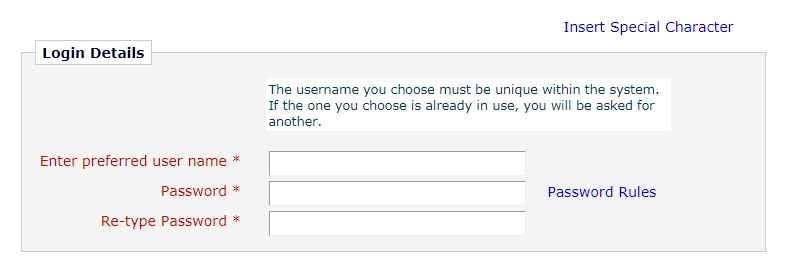 Insert Special Character
Login Details
The username you choose must be unique within the system.
If the one you choose is already in use, you will be asked for
another.
Enter preferred user name *
Password *
Password Rules
Re-type Password *